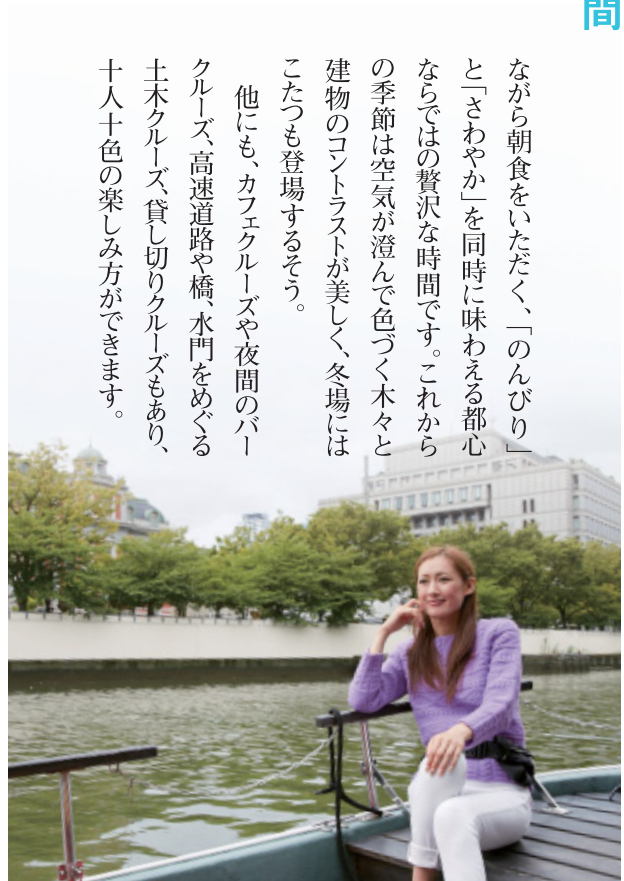 間
ながら朝食をいただく、「のんびり」
と「さわやか」を同時に味わえる都心
ならではの贅沢な時間です。これから
の季節は空気が澄んで色づく木々と
建物のコントラストが美しく、冬場には
こたつも登場するそう。
他にも、カフェクルーズや夜間のバー
クルーズ、高速道路や橋、水門をめぐる
土木クルーズ、貸し切りクルーズもあり、
十人十色の楽しみ方ができます。